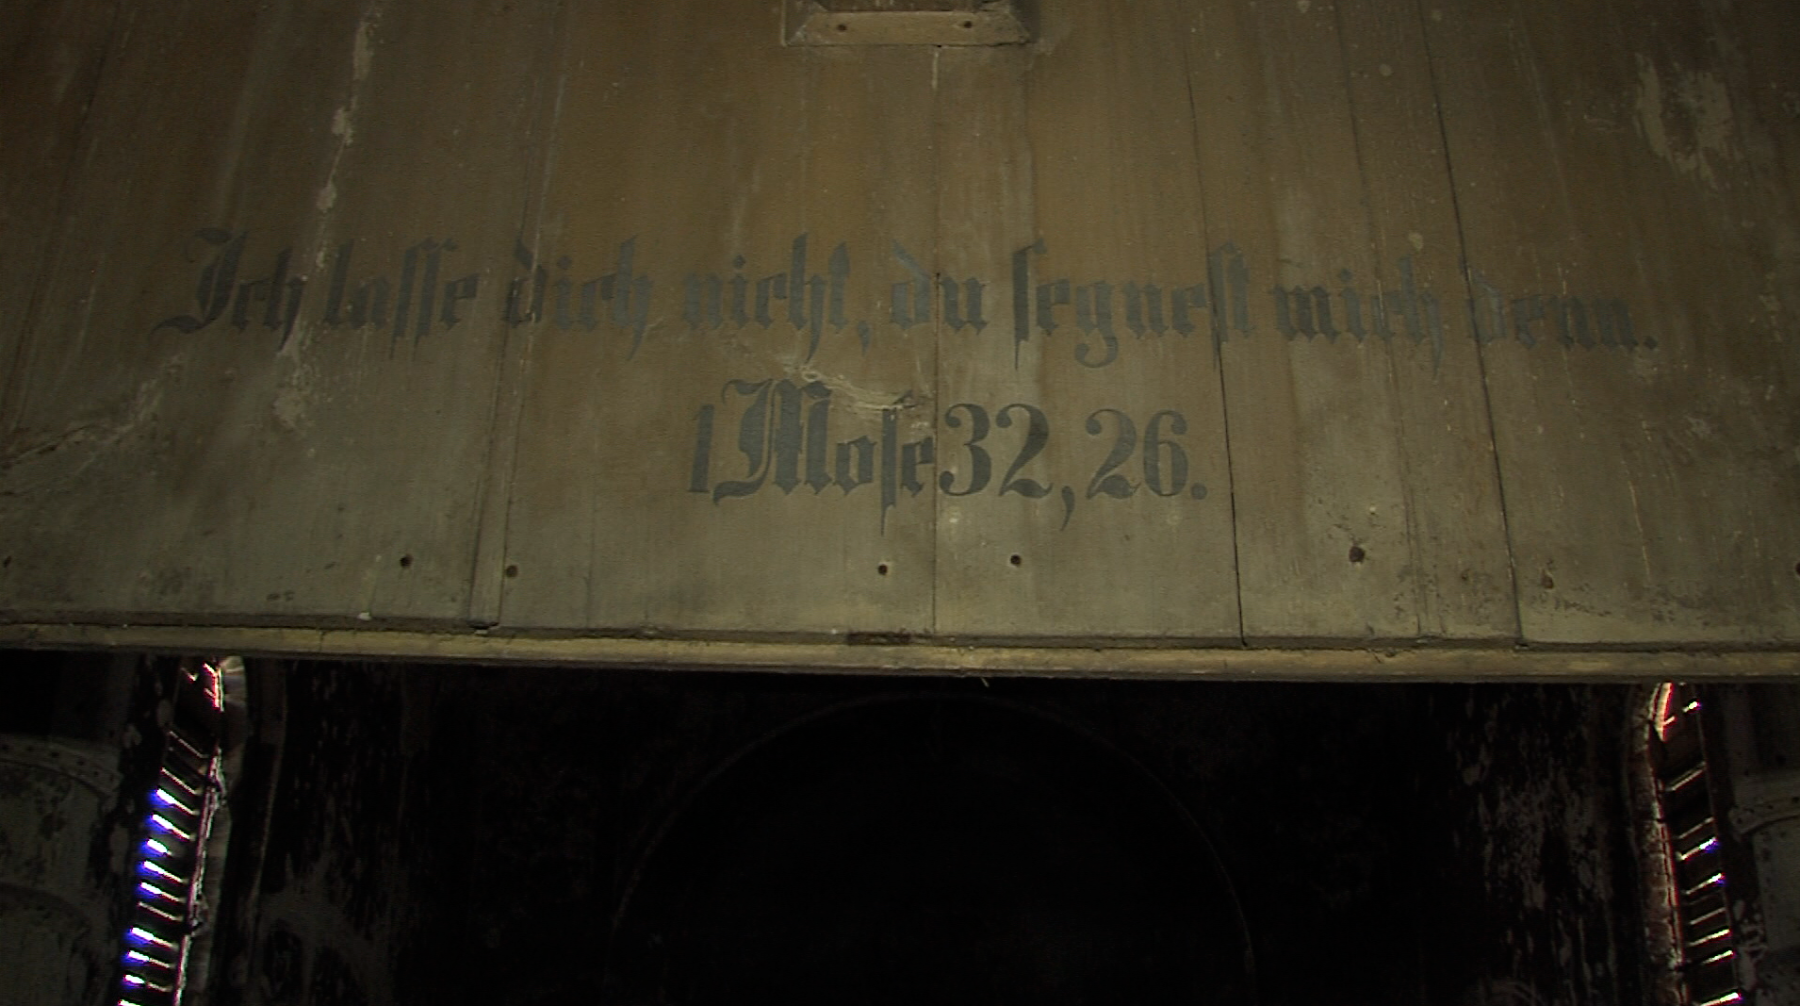 Ich lasse dich nicht, du segnest mich denn.
1 Mose 32, 26.